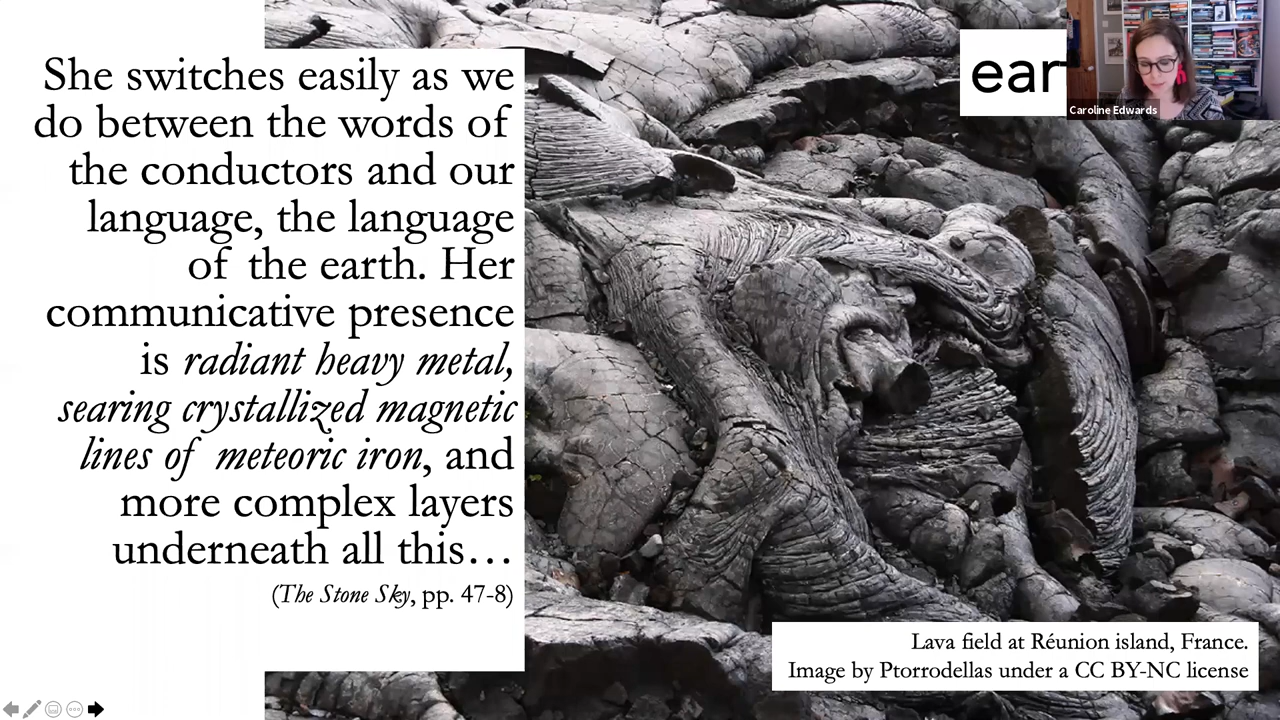 She switches easily as we
do between the words of
the conductors and our
language, the language
of the earth. Her
communicative presence
is radiant heavy metal,
searing crystallized magnetic
lines of meteoric iron, and
more complex layers
underneath all this…
(The Stone Sky, pp. 47-8)
ear
Caroline Edwards
Lava field at Réunion island, France.
Image by Ptorrodellas under a CC BY-NC license